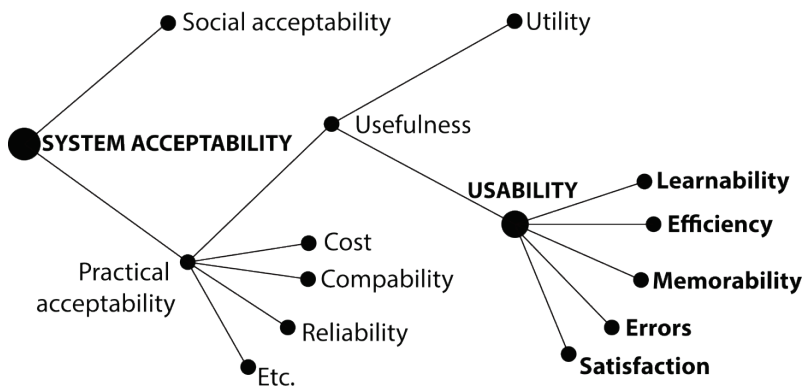 Social acceptability
Utility
SYSTEM ACCEPTABILITY
Usefulness
USABILITY
Learnability
Efficiency
Memorability
Errors
Satisfaction
Practical
acceptability
Cost
Compability
Reliability
Etc.